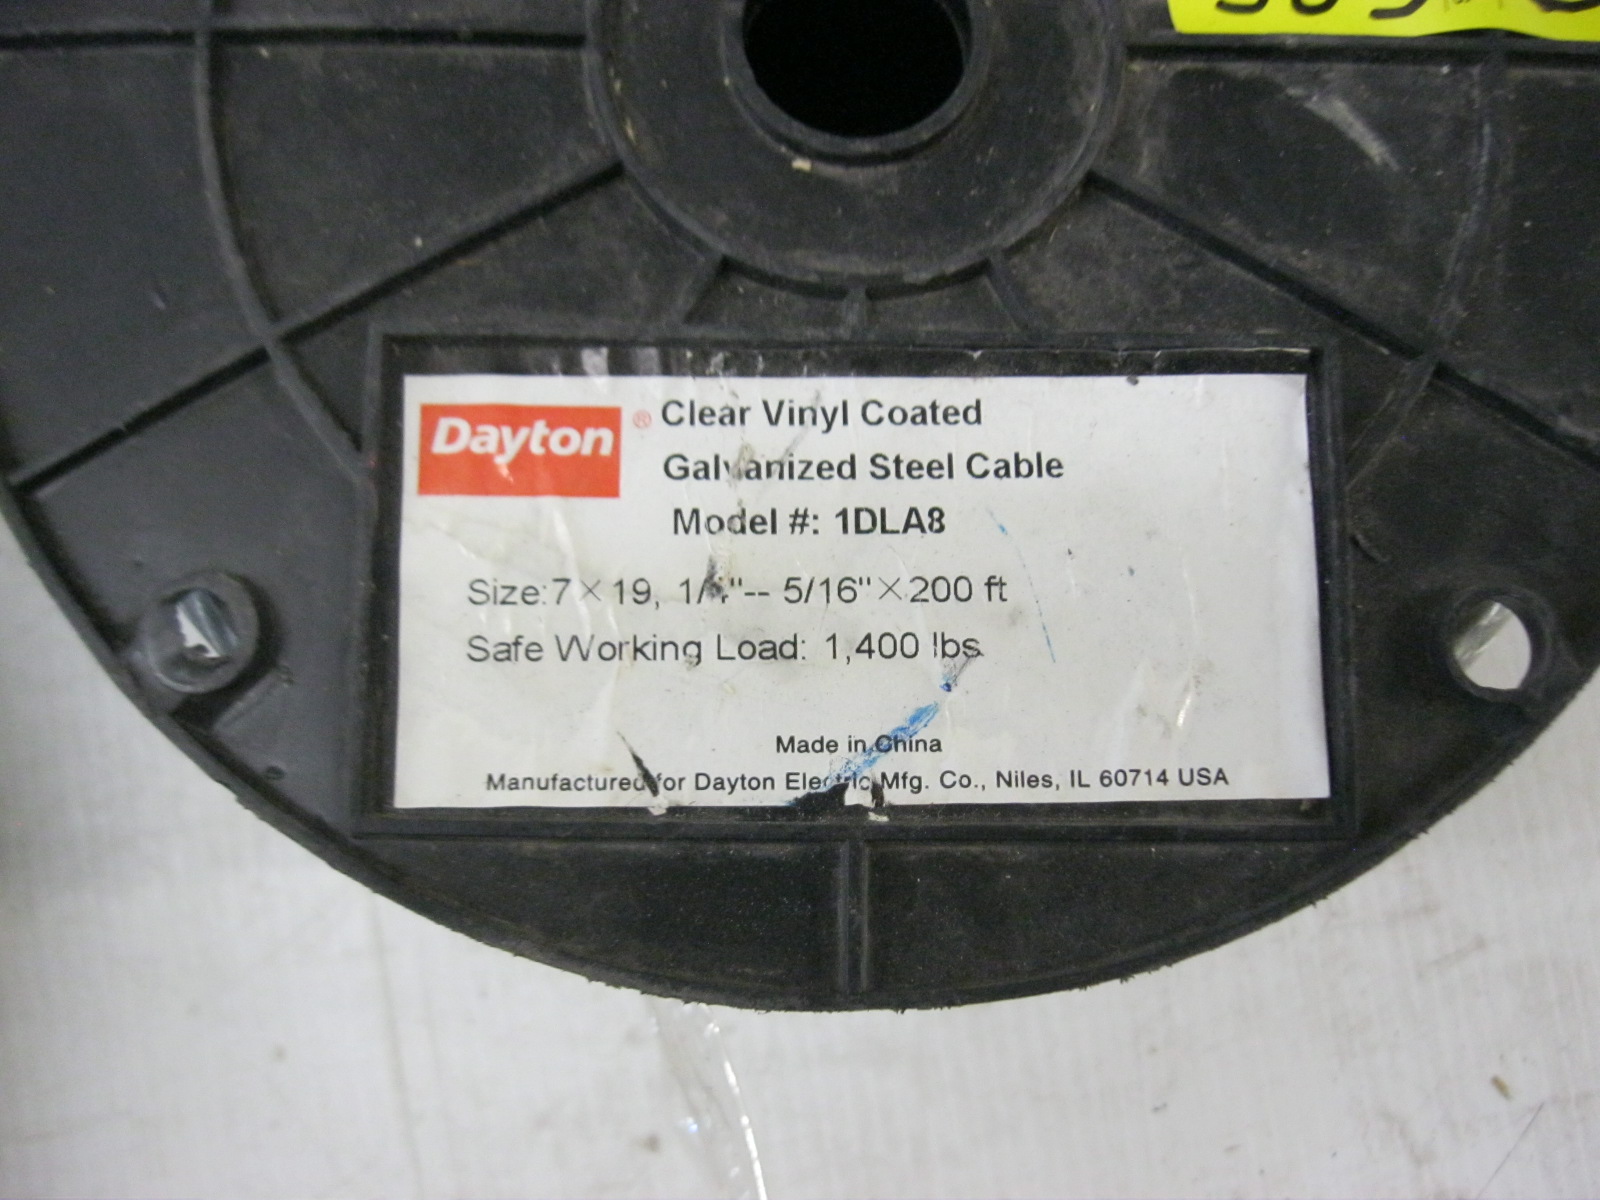 Dayton ® Clear Vinyl Coated
Galvanized Steel Cable
Model #: 1DLA8
Size: 7 × 19, 1/4"-- 5/16" × 200 ft
Safe Working Load: 1,400 lbs
Made in China
Manufactured for Dayton Electric Mfg. Co., Niles, IL 60714 USA